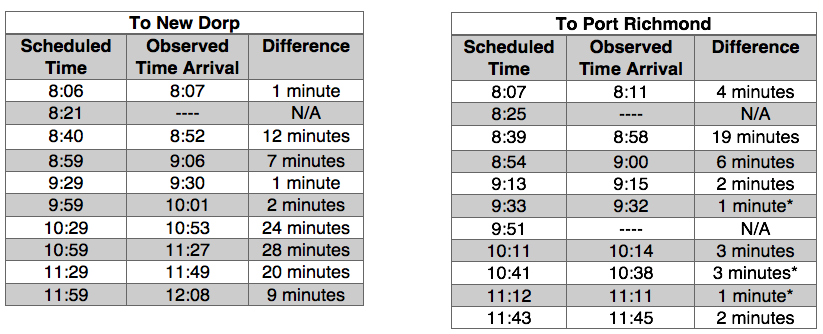 To New Dorp
Scheduled Time Observed Time Arrival Difference
8:06 8:07 1 minute
8:21 ---- N/A
8:40 8:52 12 minutes
8:59 9:06 7 minutes
9:29 9:30 1 minute
9:59 10:01 2 minutes
10:29 10:53 24 minutes
10:59 11:27 28 minutes
11:29 11:49 20 minutes
11:59 12:08 9 minutes
To Port Richmond
Scheduled Time Observed Time Arrival Difference
8:07 8:11 4 minutes
8:25 ---- N/A
8:39 8:58 19 minutes
8:54 9:00 6 minutes
9:13 9:15 2 minutes
9:33 9:32 1 minute*
9:51 ---- N/A
10:11 10:14 3 minutes
10:41 10:38 3 minutes*
11:12 11:11 1 minute*
11:43 11:45 2 minutes